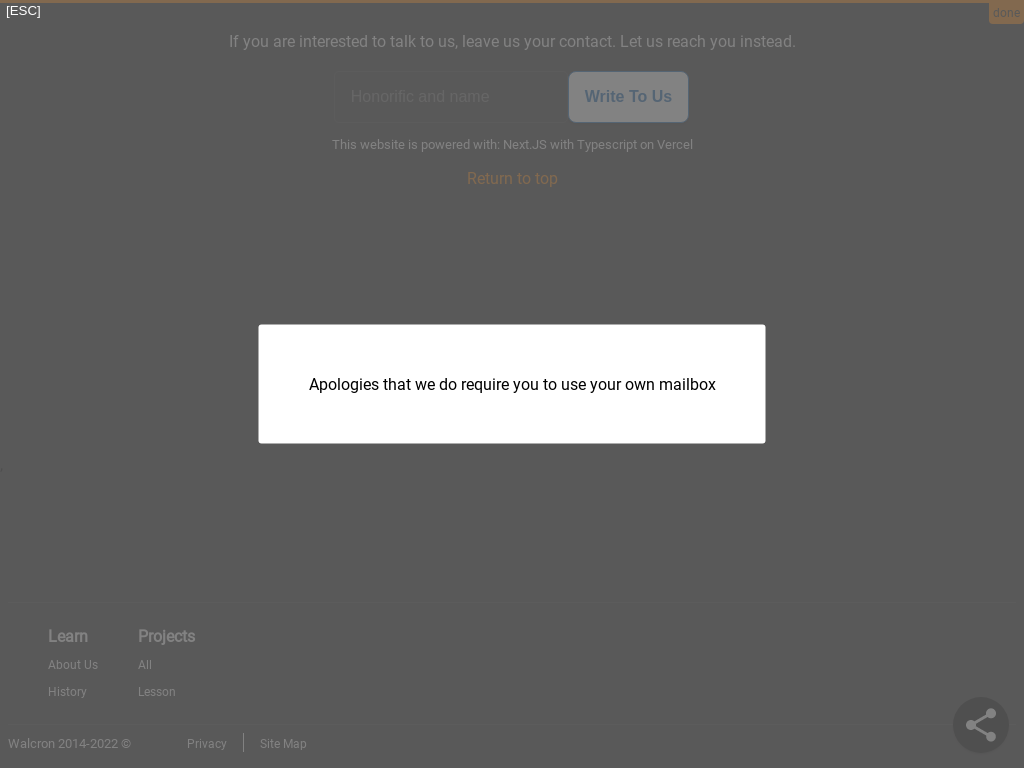 [ESC]
done
If you are interested to talk to us, leave us your contact. Let us reach you instead.
Honorific and name
Write To Us
This website is powered with: Next.JS with Typescript on Vercel
Return to top
Apologies that we do require you to use your own mailbox
Learn
Projects
About Us
All
History
Lesson
Walcron 2014-2022 ©
Privacy
Site Map